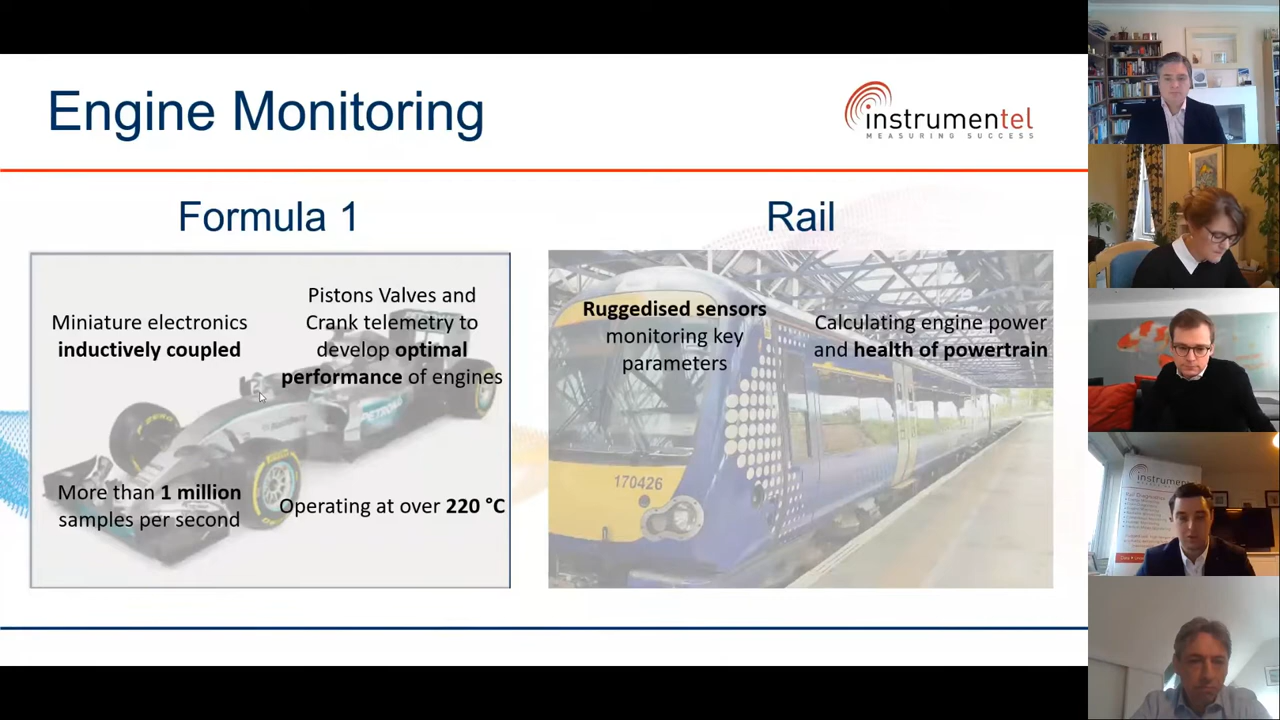 Engine Monitoring
instrumentel
MEASURING SUCCESS
Formula 1
Rail
Miniature electronics
inductively coupled
Pistons Valves and
Crank telemetry to
develop optimal
performance of engines
More than 1 million
samples per second
Operating at over 220 °C
PETRONAS
Ruggedised sensors
monitoring key
parameters
Calculating engine power
and health of powertrain
170426
instrumentel